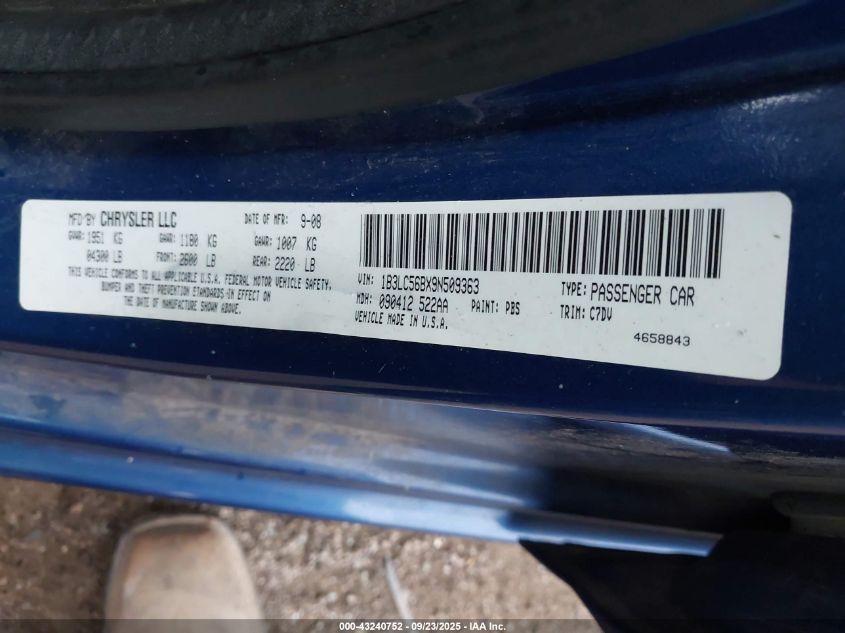 MFD BY CHRYSLER LLC DATE OF MFR: 9-08
GVWR: 1951 KG GAWR: 1180 KG GAWR: 1007 KG
04300 LB FRONT: 2600 LB REAR: 2220 LB
THIS VEHICLE CONFORMS TO ALL APPLICABLE U.S.A. FEDERAL MOTOR VEHICLE SAFETY,
BUMPER AND THEFT PREVENTION STANDARDS IN EFFECT ON
THE DATE OF MANUFACTURE SHOWN ABOVE.
VIN: 1B3LC56BX9N509363 TYPE: PASSENGER CAR
MDH: 090412 522AA PAINT: PBS TRIM: C7DV
VEHICLE MADE IN U.S.A.
4658843
000-43240752 | 09/23/2025 | IAA Inc.